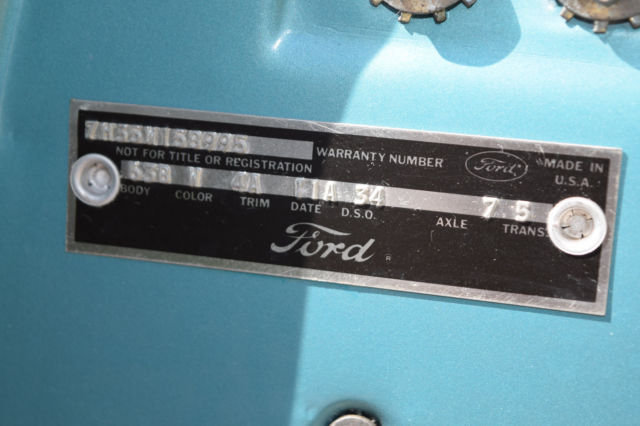 NOT FOR TITLE OR REGISTRATION WARRANTY NUMBER Ford MADE IN U.S.A.
4A 34 7 5
BODY COLOR TRIM DATE D.S.O. AXLE TRANS.
Ford